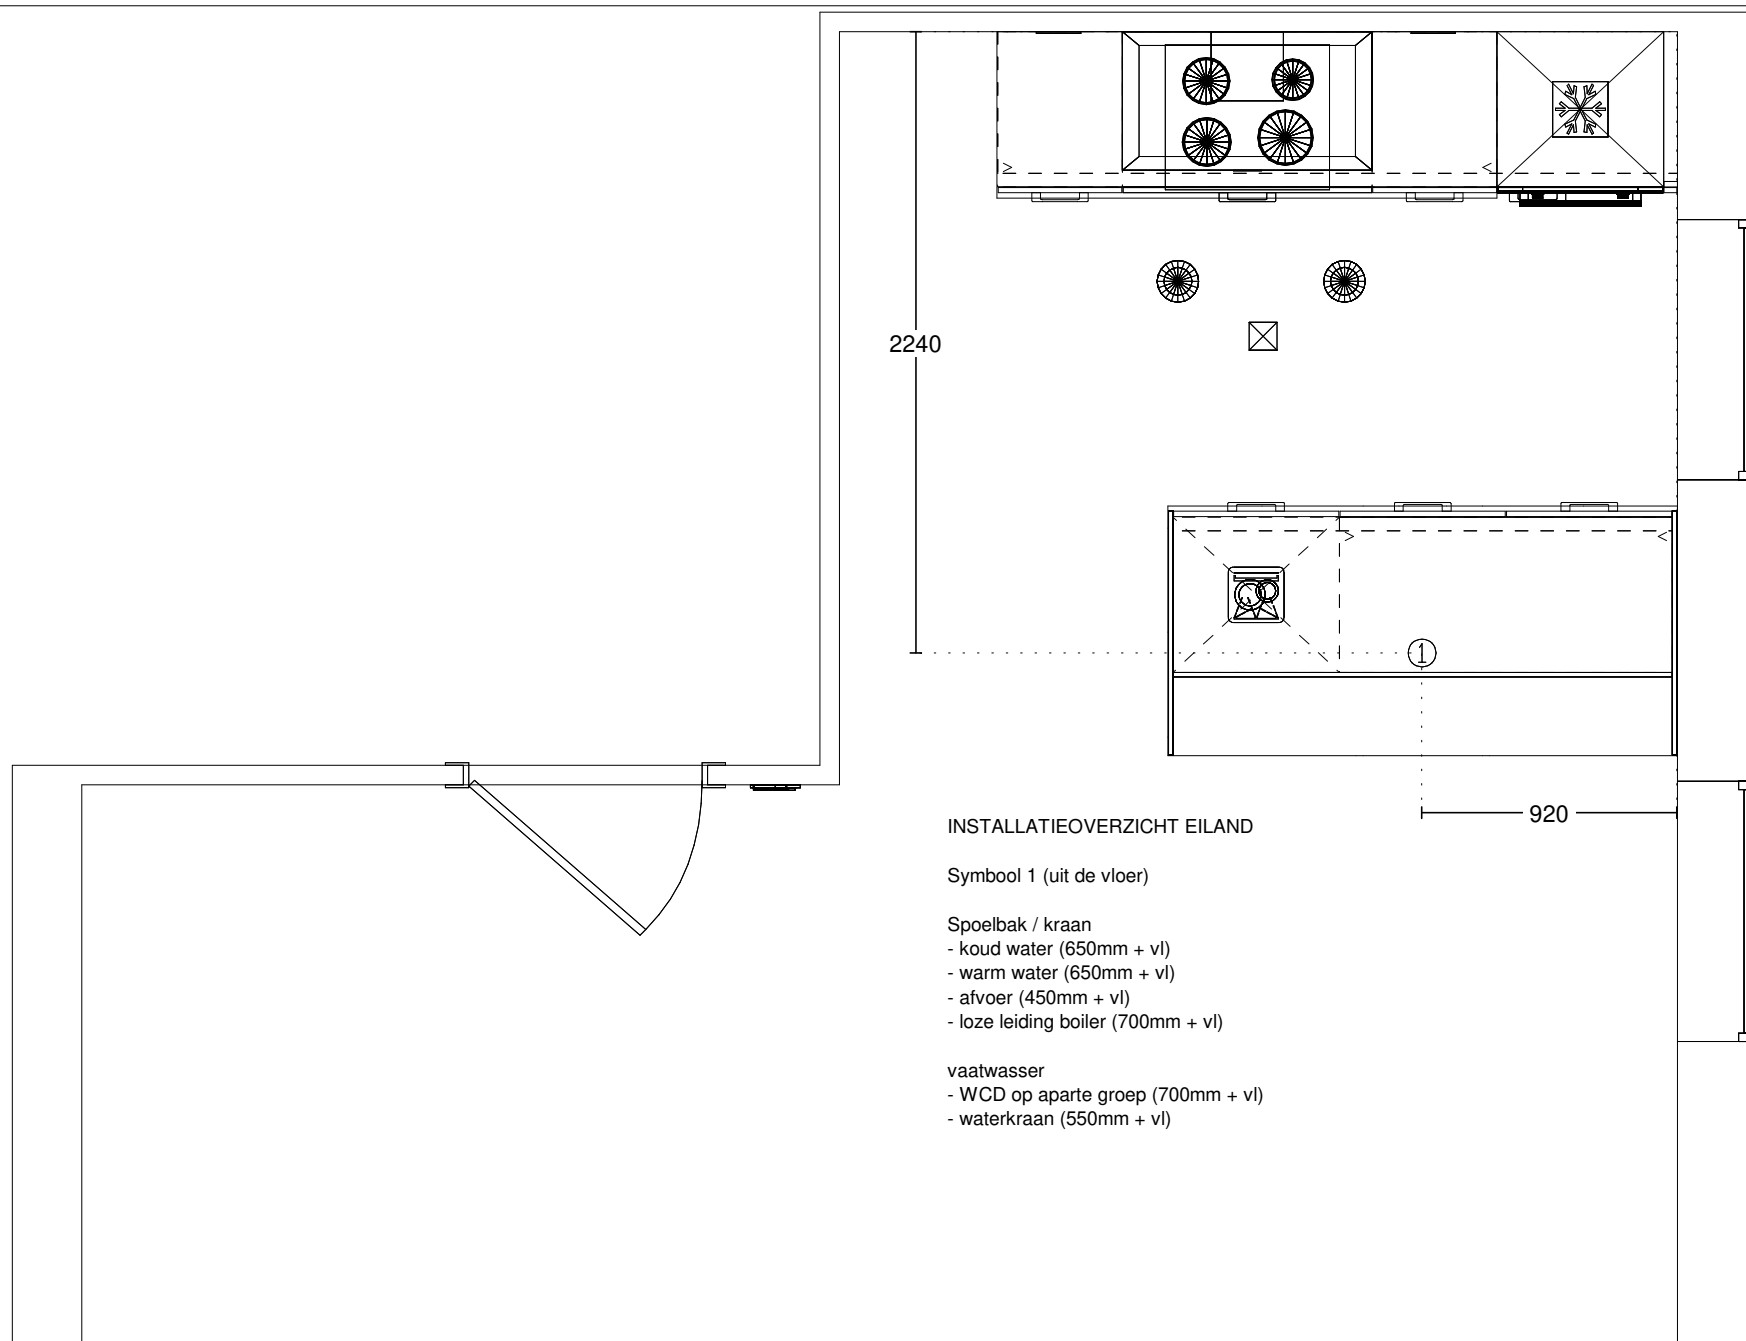 2240
1
920
INSTALLATIEOVERZICHT EILAND
Symbool 1 (uit de vloer)
Spoelbak / kraan
- koud water (650mm + vl)
- warm water (650mm + vl)
- afvoer (450mm + vl)
- loze leiding boiler (700mm + vl)
vaatwasser
- WCD op aparte groep (700mm + vl)
- waterkraan (550mm + vl)